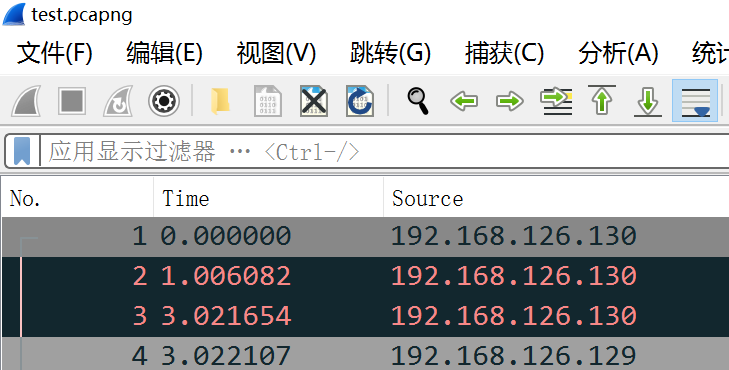 test.pcapng
文件(F) 编辑(E) 视图(V) 跳转(G) 捕获(C) 分析(A) 统计
应用显示过滤器 … <Ctrl-/>
No. Time Source
1 0.000000 192.168.126.130
2 1.006082 192.168.126.130
3 3.021654 192.168.126.130
4 3.022107 192.168.126.129